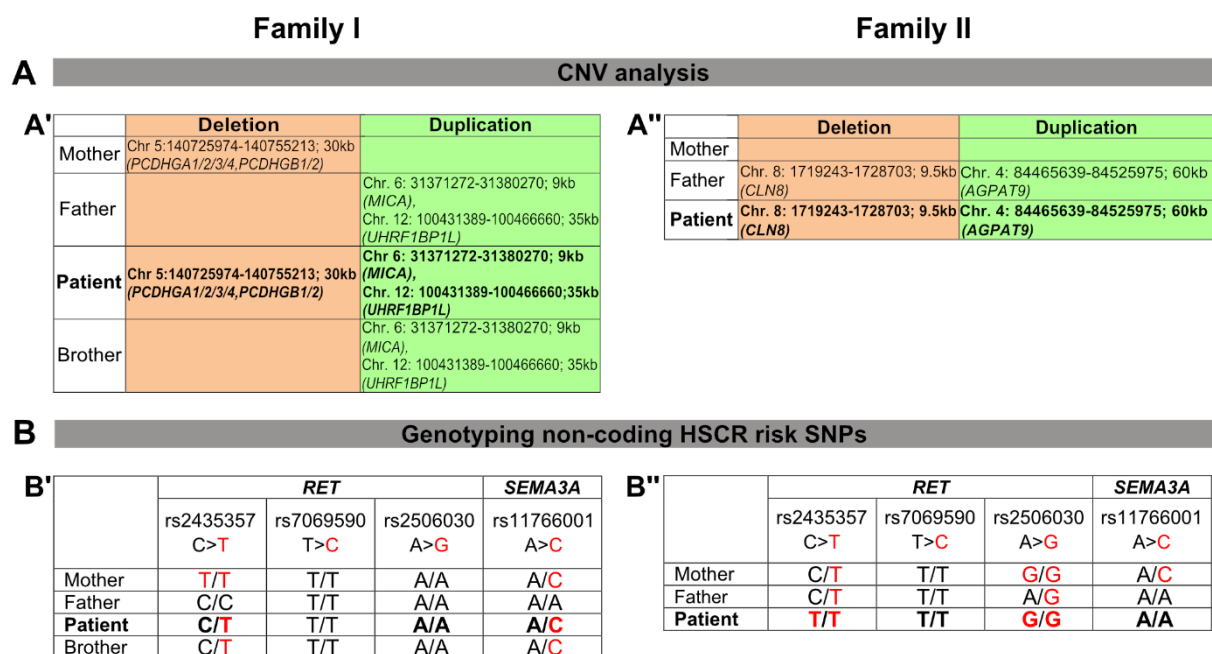 Family I
Family II
A
CNV analysis
A'
Deletion Duplication
Mother Chr 5:140725974-140755213; 30kb
(PCDHGA1/2/3/4,PCDHGB1/2)
Father Chr. 6: 31371272-31380270; 9kb
(MICA),
Chr. 12: 100431389-100466660; 35kb
(UHRF1BP1L)
Patient Chr 5:140725974-140755213; 30kb
(PCDHGA1/2/3/4,PCDHGB1/2)
Chr 6: 31371272-31380270; 9kb
(MICA),
Chr. 12: 100431389-100466660;35kb
(UHRF1BP1L)
Brother Chr. 6: 31371272-31380270; 9kb
(MICA),
Chr. 12: 100431389-100466660; 35kb
(UHRF1BP1L)
A"
Deletion Duplication
Mother
Father Chr. 8: 1719243-1728703; 9.5kb
(CLN8)
Chr. 4: 84465639-84525975; 60kb
(AGPAT9)
Patient Chr. 8: 1719243-1728703; 9.5kb
(CLN8)
Chr. 4: 84465639-84525975; 60kb
(AGPAT9)
B
Genotyping non-coding HSCR risk SNPs
B'
RET SEMA3A
rs2435357 rs7069590 rs2506030 rs11766001
C>T T>C A>G A>C
Mother T/T T/T A/A A/C
Father C/C T/T A/A A/A
Patient C/T T/T A/A A/C
Brother C/T T/T A/A A/C
B"
RET SEMA3A
rs2435357 rs7069590 rs2506030 rs11766001
C>T T>C A>G A>C
Mother C/T T/T G/G A/C
Father C/T T/T A/G A/A
Patient T/T T/T G/G A/A